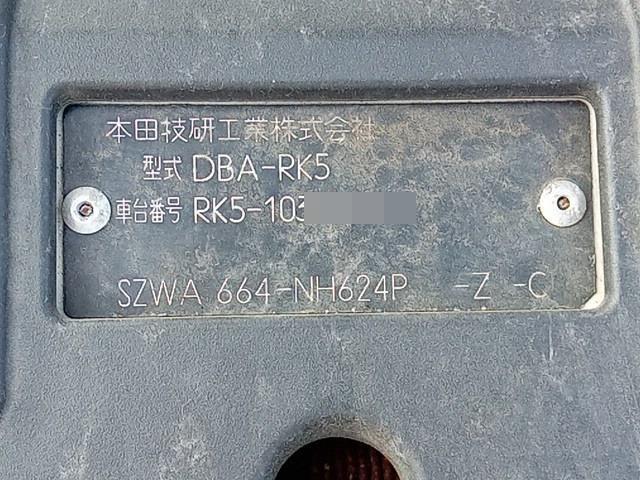 本田技研工業株式会社
型式 DBA-RK5
車台番号 RK5-103
SZWA 664-NH624P -Z -C